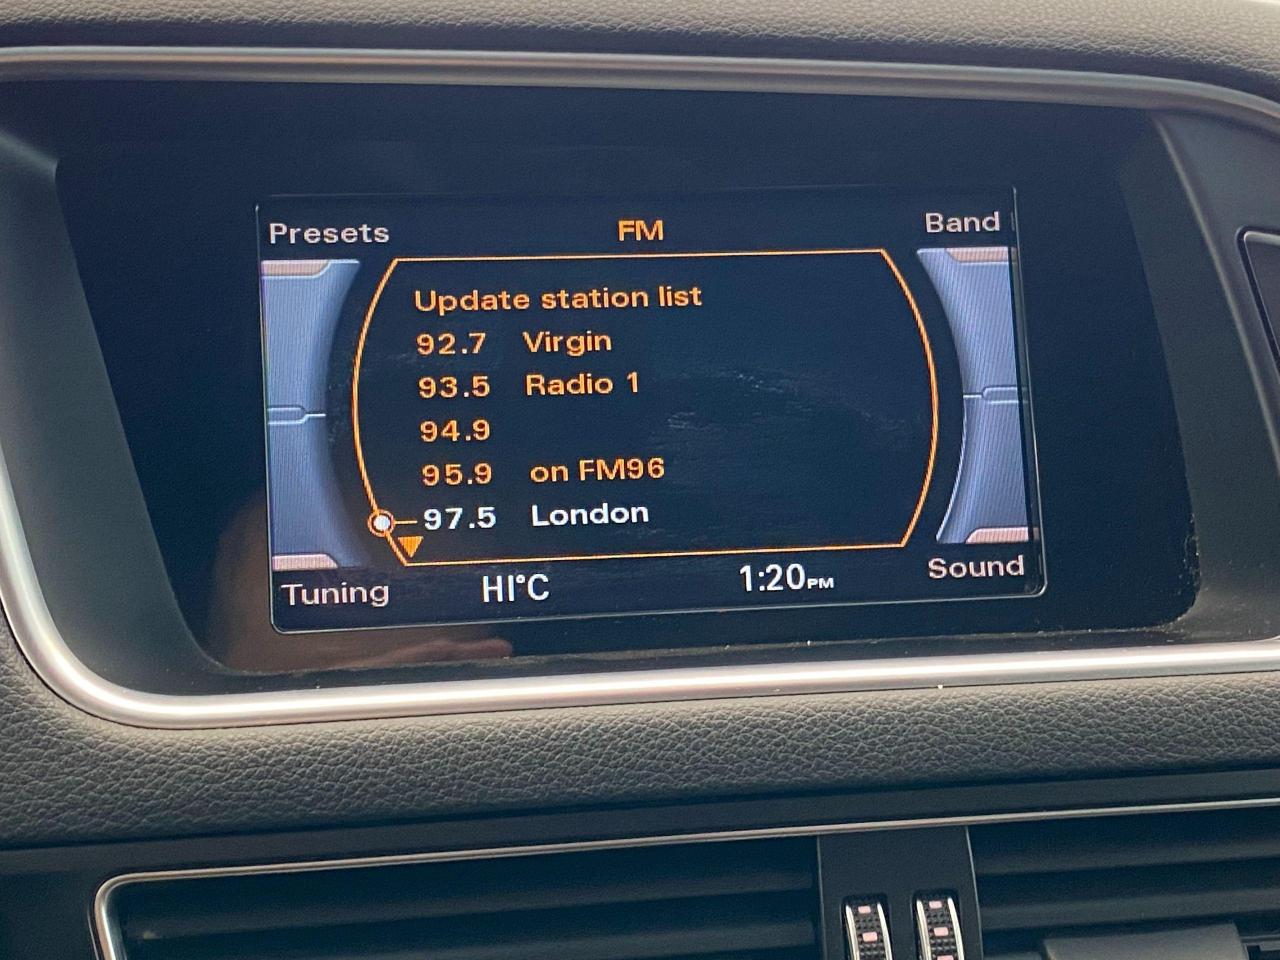 Presets FM Band
Update station list
92.7 Virgin
93.5 Radio 1
94.9
95.9 on FM96
97.5 London
Tuning HI°C 1:20PM Sound